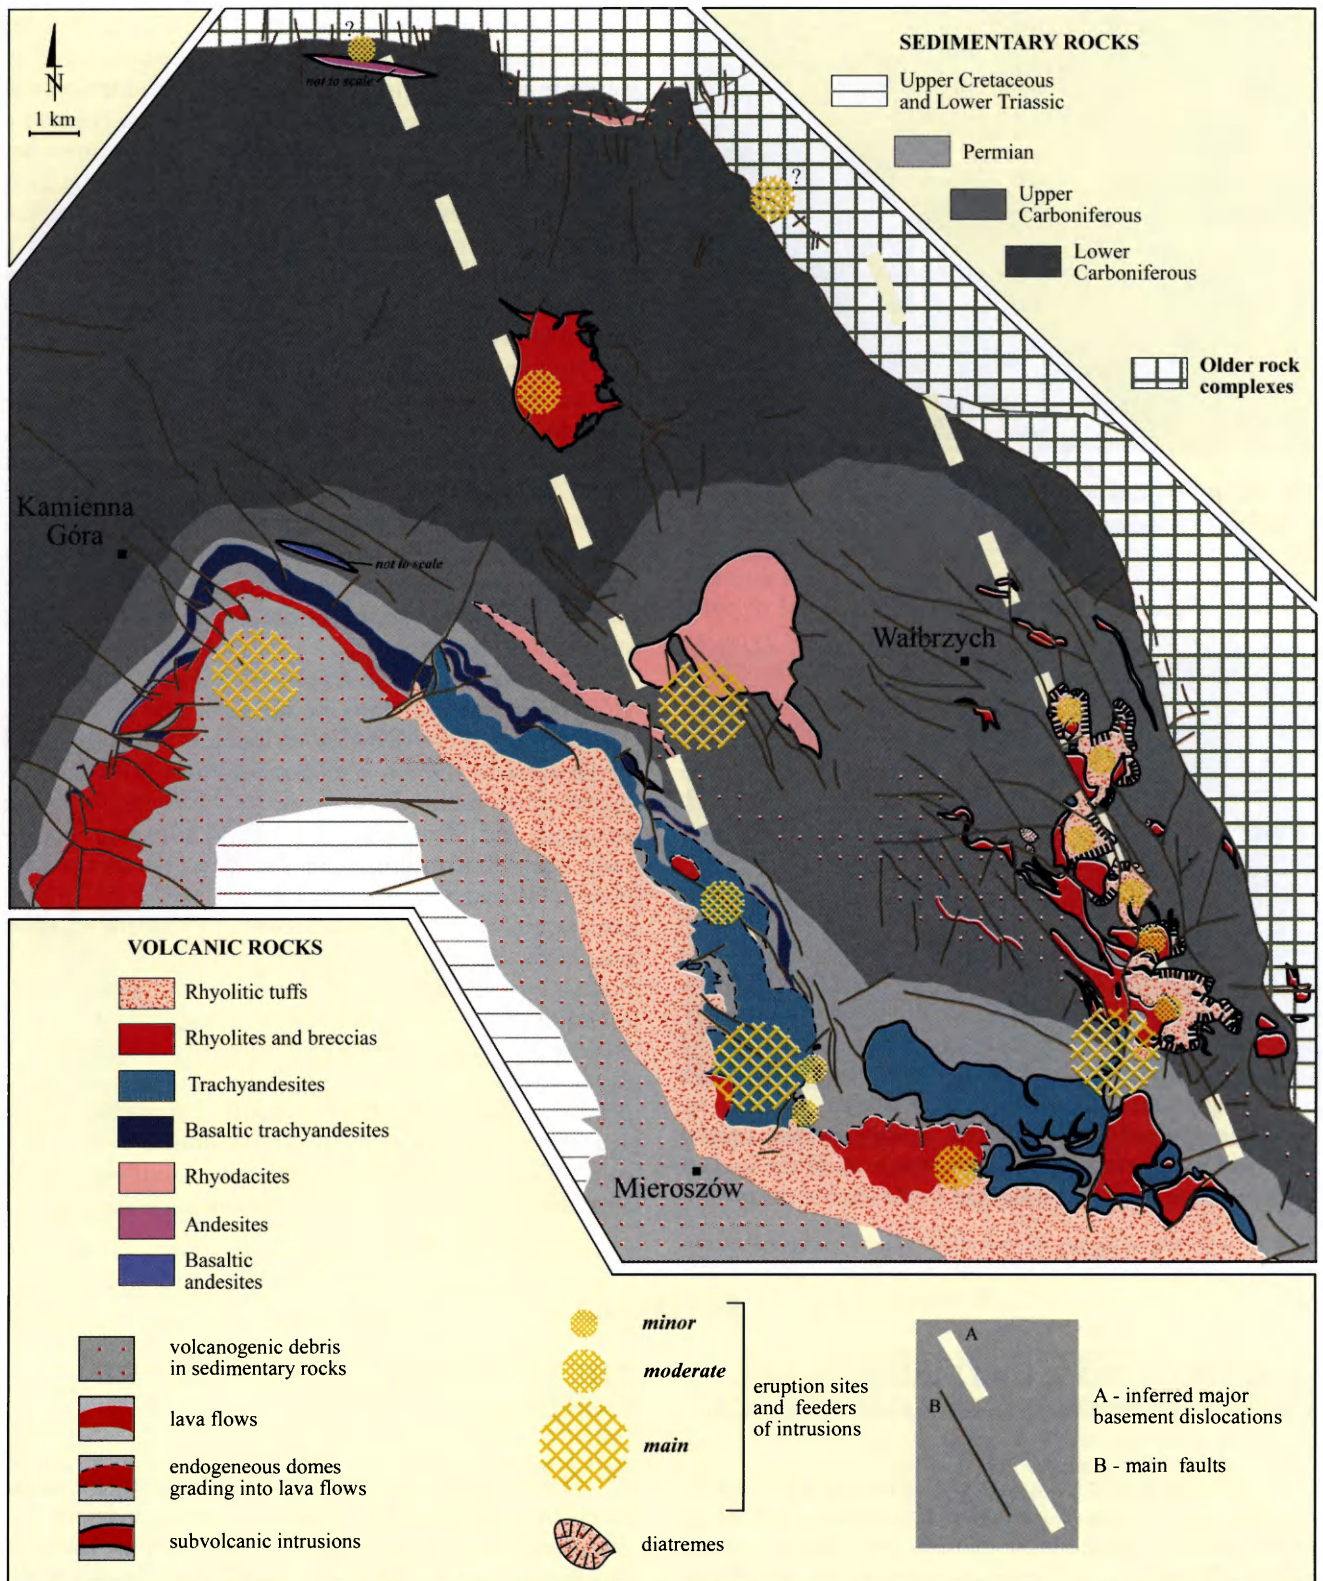 N
1 km
?
not to scale
?
SEDIMENTARY ROCKS
Upper Cretaceous
and Lower Triassic
Permian
Upper
Carboniferous
Lower
Carboniferous
Older rock
complexes
Kamienna
Góra
not to scale
Wałbrzych
Mieroszów
VOLCANIC ROCKS
Rhyolitic tuffs
Rhyolites and breccias
Trachyandesites
Basaltic trachyandesites
Rhyodacites
Andesites
Basaltic
andesites
volcanogenic debris
in sedimentary rocks
lava flows
endogeneous domes
grading into lava flows
subvolcanic intrusions
minor
moderate
main
eruption sites
and feeders
of intrusions
diatremes
A
B
A - inferred major
basement dislocations
B - main faults